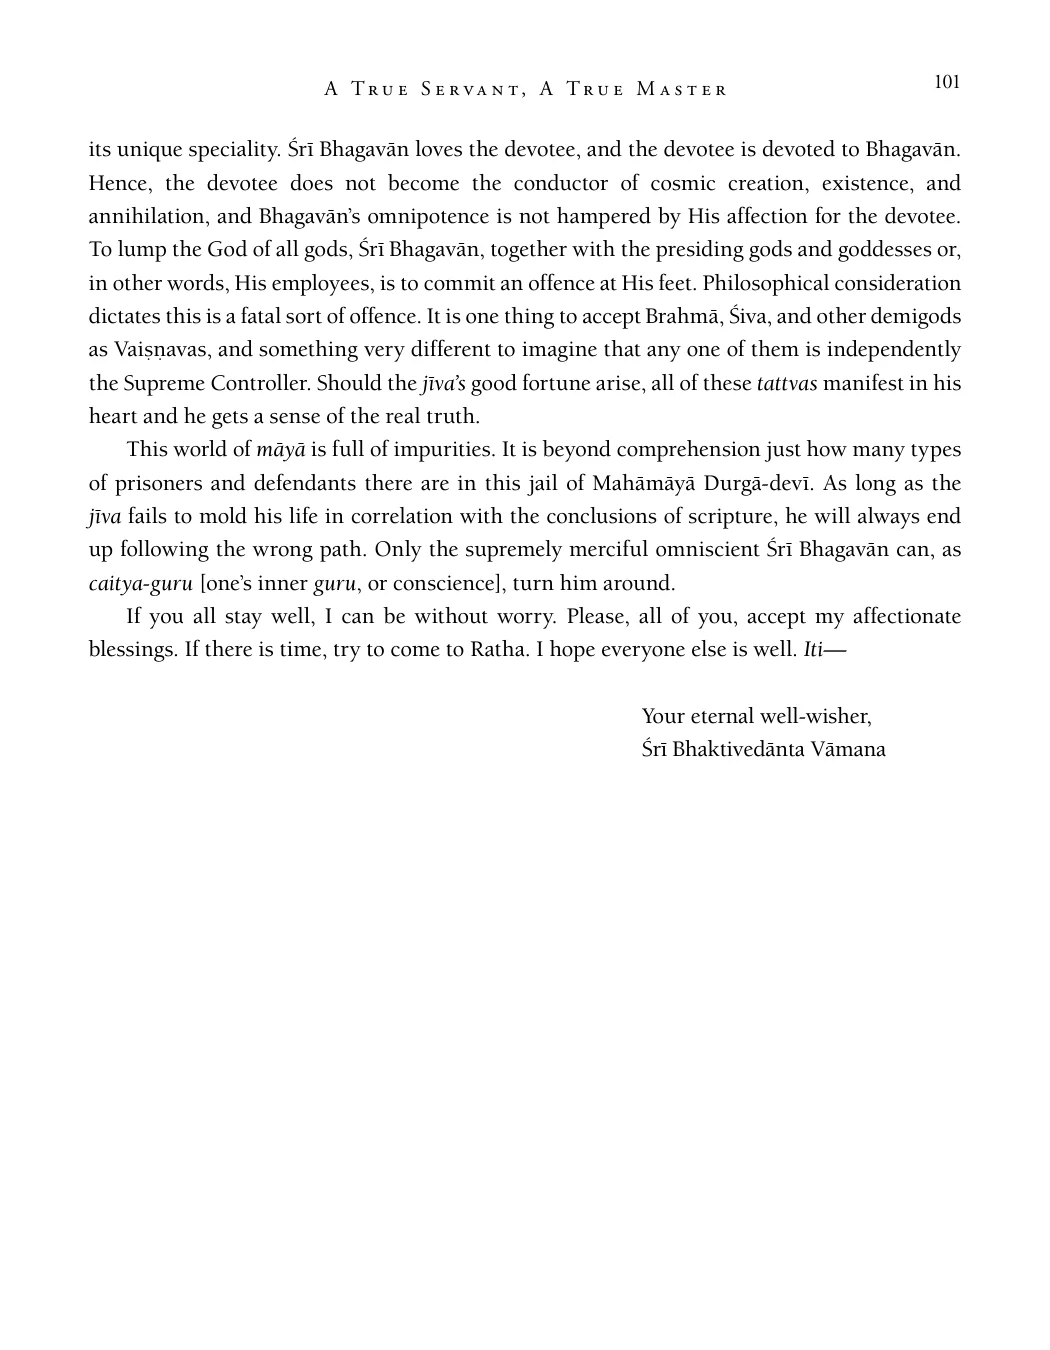 A True Servant, A True Master
101
its unique speciality. Śrī Bhagavān loves the devotee, and the devotee is devoted to Bhagavān.
Hence, the devotee does not become the conductor of cosmic creation, existence, and
annihilation, and Bhagavān’s omnipotence is not hampered by His affection for the devotee.
To lump the God of all gods, Śrī Bhagavān, together with the presiding gods and goddesses or,
in other words, His employees, is to commit an offence at His feet. Philosophical consideration
dictates this is a fatal sort of offence. It is one thing to accept Brahmā, Śiva, and other demigods
as Vaiṣṇavas, and something very different to imagine that any one of them is independently
the Supreme Controller. Should the jīva’s good fortune arise, all of these tattvas manifest in his
heart and he gets a sense of the real truth.
This world of māyā is full of impurities. It is beyond comprehension just how many types
of prisoners and defendants there are in this jail of Mahāmāyā Durgā-devī. As long as the
jīva fails to mold his life in correlation with the conclusions of scripture, he will always end
up following the wrong path. Only the supremely merciful omniscient Śrī Bhagavān can, as
caitya-guru [one’s inner guru, or conscience], turn him around.
If you all stay well, I can be without worry. Please, all of you, accept my affectionate
blessings. If there is time, try to come to Ratha. I hope everyone else is well. Iti—
Your eternal well-wisher,
Śrī Bhaktivedānta Vāmana